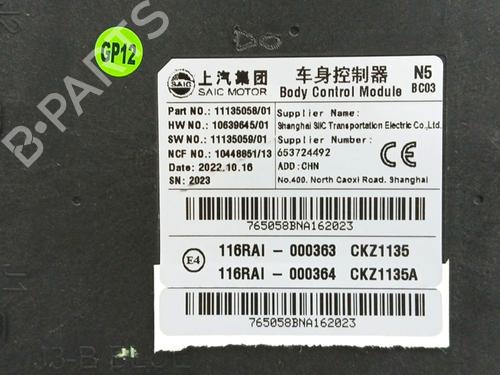 GP12
上汽集团
SAIC
SAIC MOTOR
车身控制器
Body Control Module
N5
BC03
Part NO.: 11135058/01
HW NO.: 10639645/01
SW NO.: 11135059/01
NCF NO.: 10448851/13
Date: 2022.10.16
SN: 2023
Supplier Name:
Shanghai SIIC Transportation Electric Co.,Ltd.
Supplier Number:
653724492
ADD:CHN
No.400, North Caoxi Road, Shanghai
CE
765058BNA162023
E4
116RAI - 000363 CKZ1135
116RAI - 000364 CKZ1135A
765058BNA162023
B-PARTS